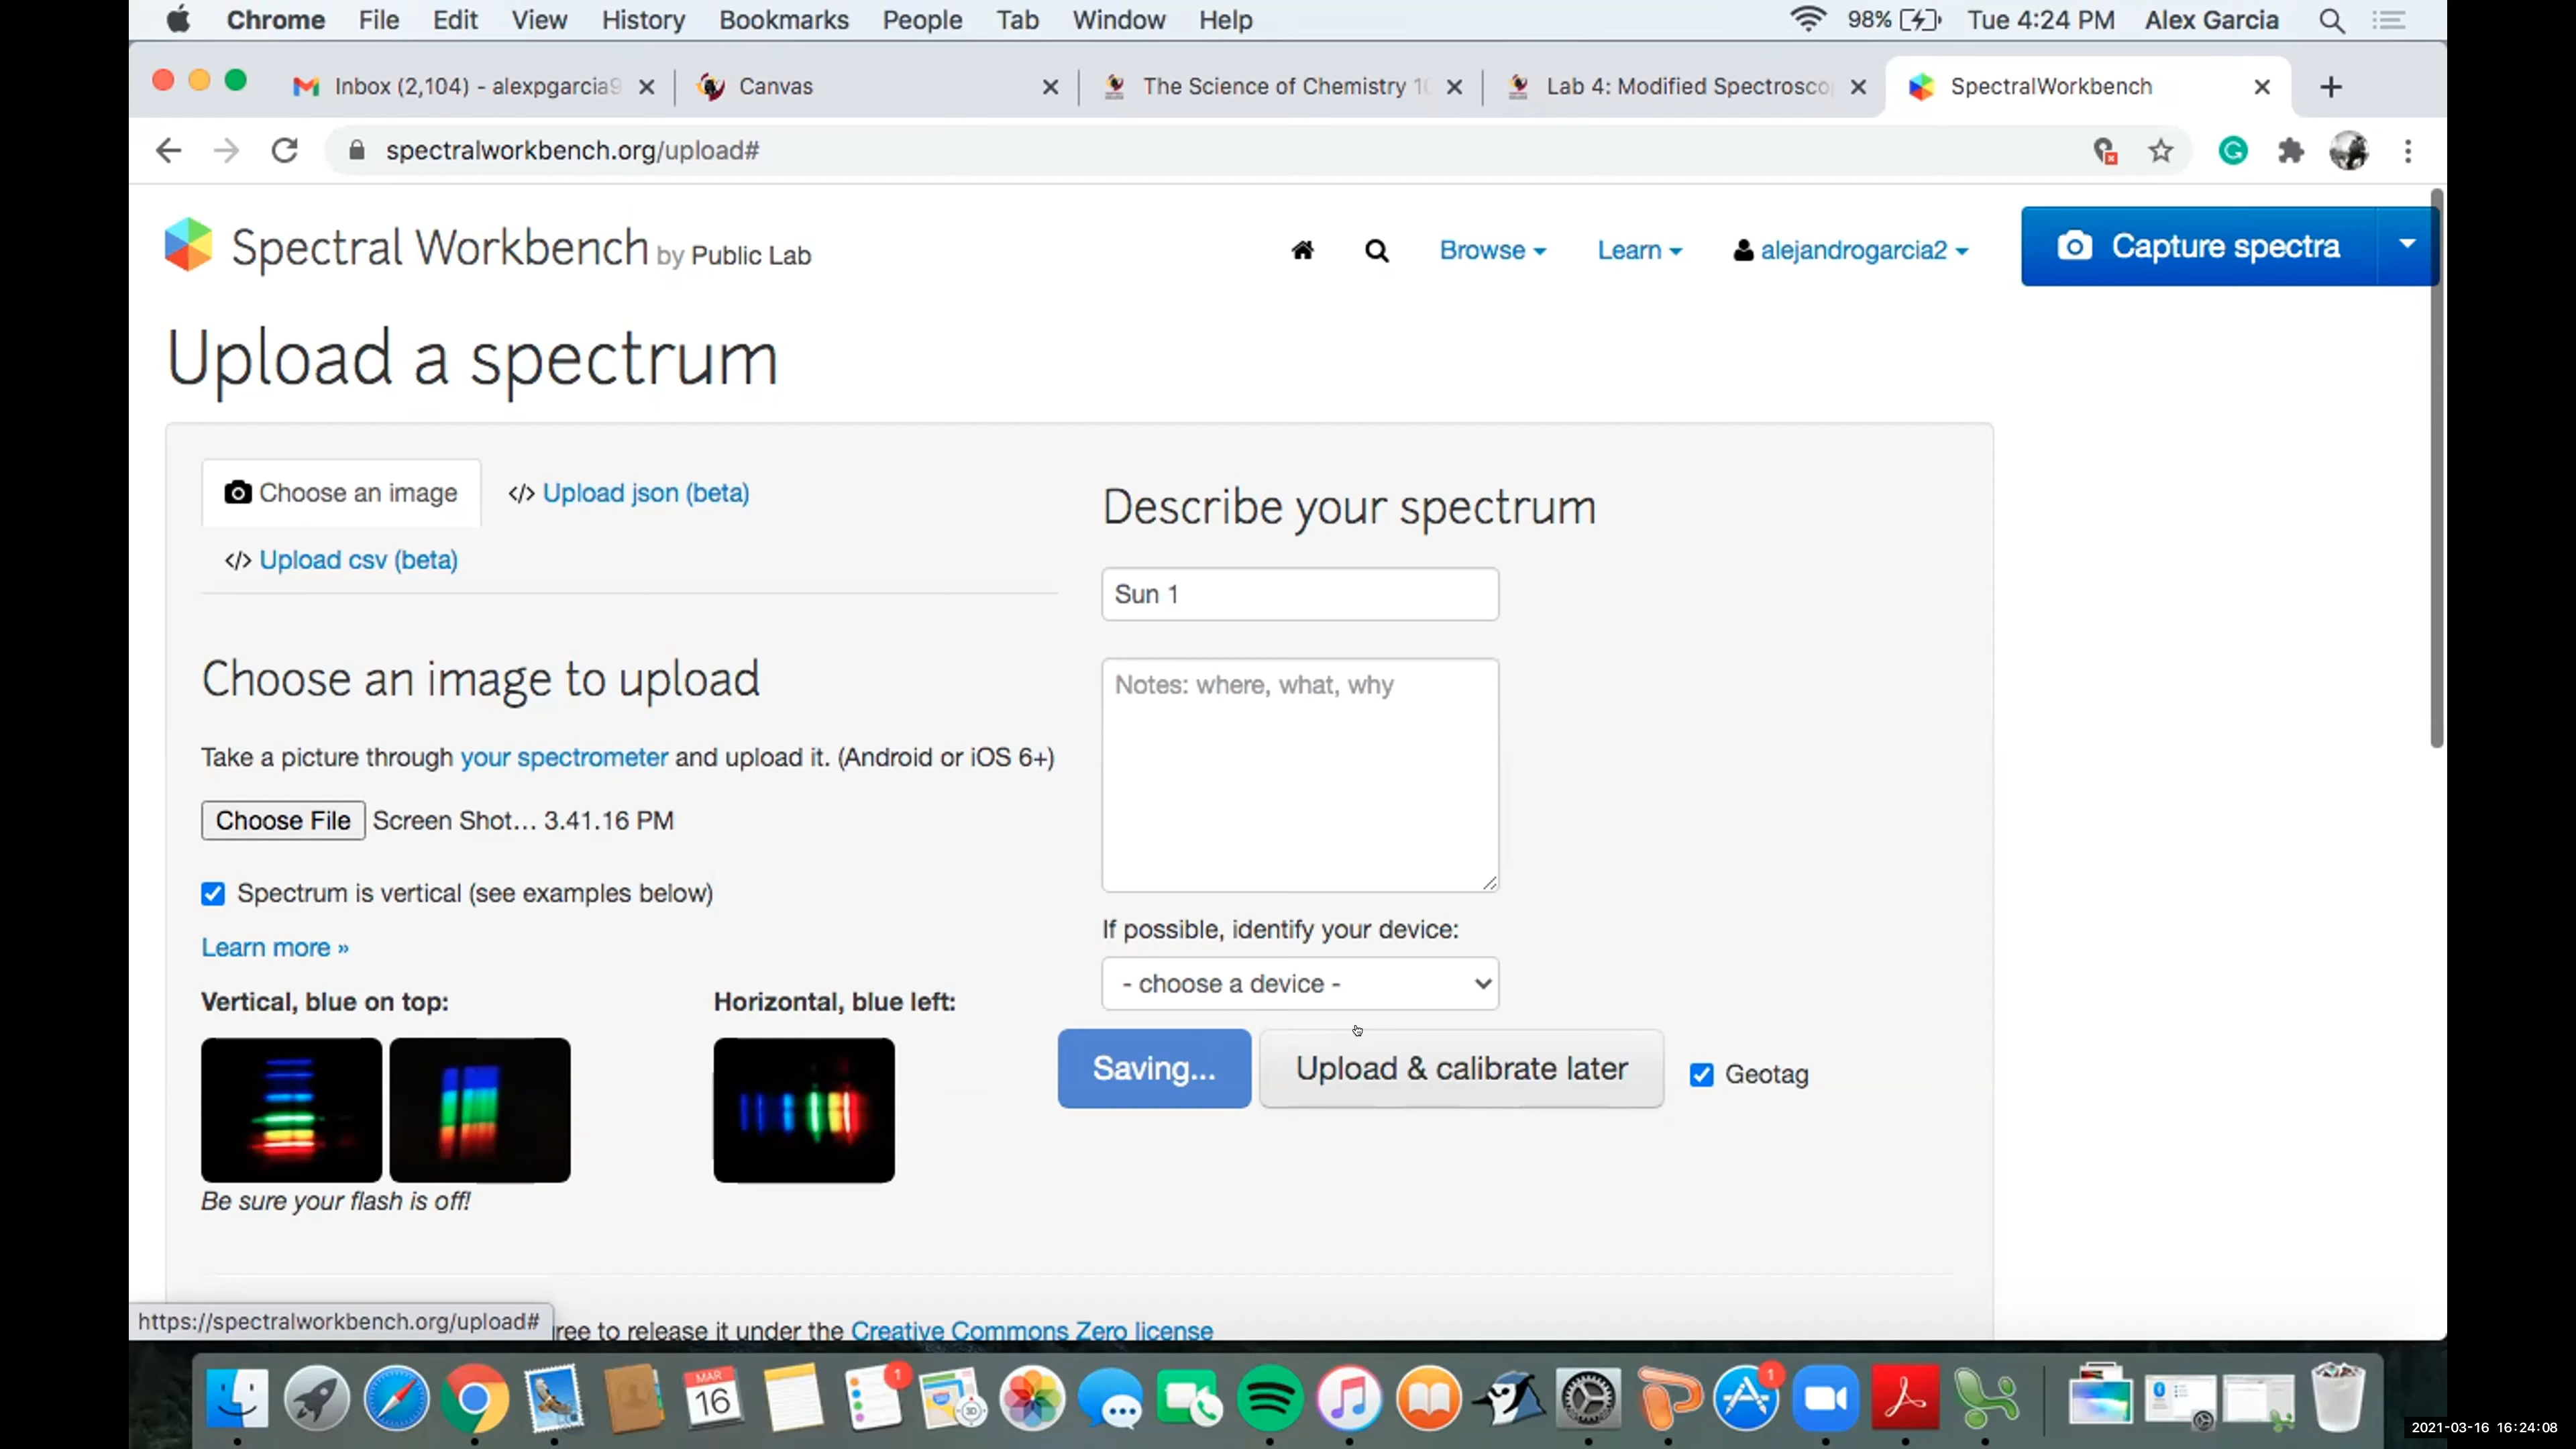 Chrome File Edit View History Bookmarks People Tab Window Help 98% Tue 4:24 PM Alex Garcia
Inbox (2,104) - alexpgarcia9 Canvas The Science of Chemistry 10 Lab 4: Modified Spectrosco SpectralWorkbench
spectralworkbench.org/upload#
Spectral Workbench by Public Lab Browse Learn alejandrogarcia2 Capture spectra
Upload a spectrum
Choose an image </> Upload json (beta)
</> Upload csv (beta)
Describe your spectrum
Sun 1
Choose an image to upload
Notes: where, what, why
Take a picture through your spectrometer and upload it. (Android or iOS 6+)
Choose File Screen Shot... 3.41.16 PM
Spectrum is vertical (see examples below)
Learn more »
If possible, identify your device:
- choose a device -
Vertical, blue on top: Horizontal, blue left:
Saving... Upload & calibrate later Geotag
Be sure your flash is off!
https://spectralworkbench.org/upload# ree to release it under the Creative Commons Zero license
MAR
16
1
3D
1
2021-03-16 16:24:08